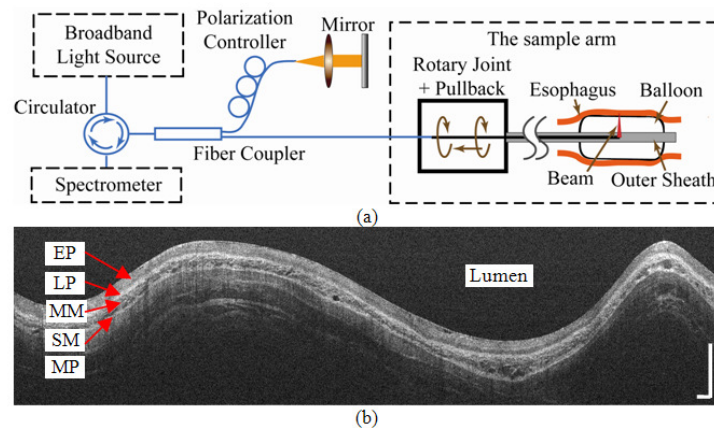 Broadband
Light Source
Polarization
Controller
Mirror
The sample arm
Circulator
Rotary Joint
+ Pullback
Esophagus
Balloon
Fiber Coupler
Spectrometer
Beam
Outer Sheath
(a)
EP
LP
MM
SM
MP
Lumen
(b)